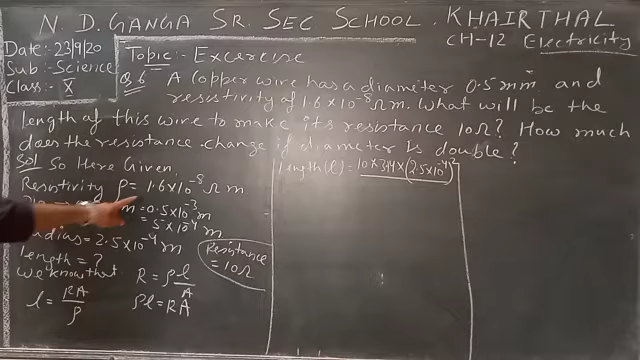 N. D. GANGA SR. SEC SCHOOL. KHAIRTHAL
Date:- 23/9/20
Sub:- Science
Class:- X
Topic:- Excercise
CH-12 Electricity
Q.6 A Copper wire has a diameter 0.5mm and
resistivity of 1.6×10⁻⁸ Ω m. What will be the
length of this wire to make its resistance 10Ω? How much
does the resistance change if diameter is double?
Sol So Here Given
Resistivity ρ = 1.6×10⁻⁸ Ω m
= 0.5×10⁻³ m
= 5×10⁻⁴ m
Radius = 2.5×10⁻⁴ m
length = ?
Resistance
= 10Ω
We know that R = ρ l/A
l = RA/ρ ρl = RA
Length (l) = 10×3.14×(2.5×10⁻⁴)²